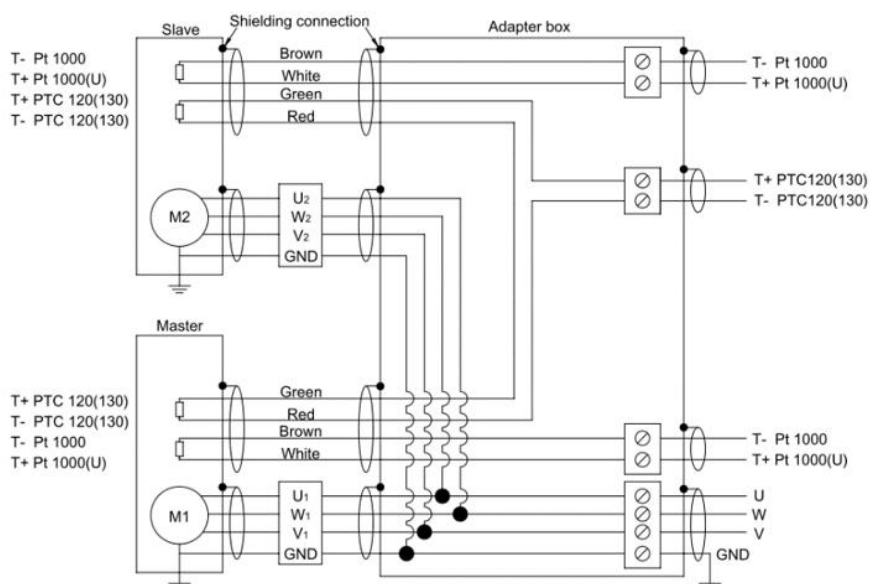 Shielding connection
Slave
Adapter box
T- Pt 1000
T+ Pt 1000(U)
T+ PTC 120(130)
T- PTC 120(130)
Brown
White
Green
Red
T- Pt 1000
T+ Pt 1000(U)
T+ PTC120(130)
T- PTC120(130)
M2
U2
W2
V2
GND
Master
T+ PTC 120(130)
T- PTC 120(130)
T- Pt 1000
T+ Pt 1000(U)
Green
Red
Brown
White
T- Pt 1000
T+ Pt 1000(U)
M1
U1
W1
V1
GND
U
W
V
GND